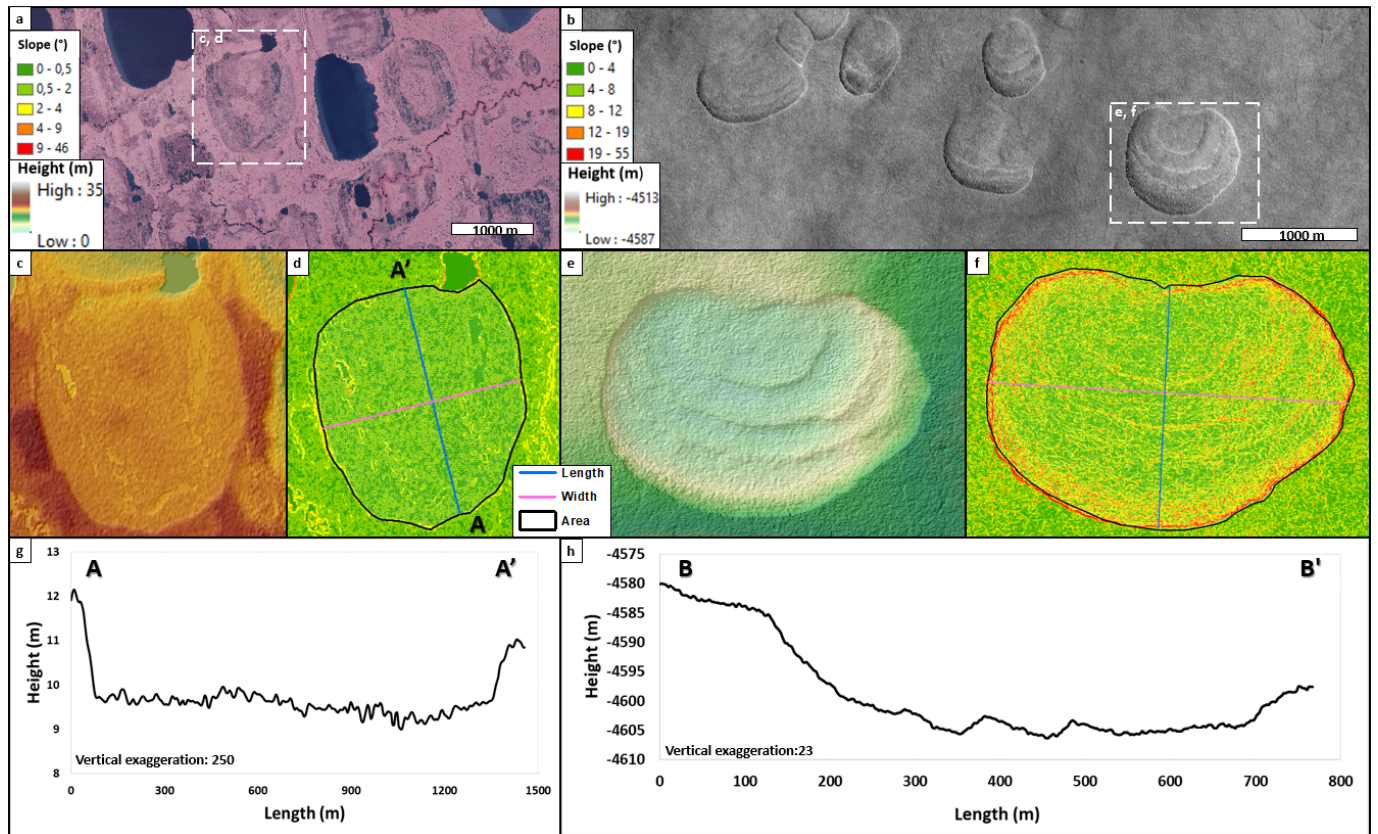 a
Slope (°)
0 - 0,5
0,5 - 2
2 - 4
4 - 9
9 - 46
Height (m)
High : 35
Low : 0
c, d
1000 m
b
Slope (°)
0 - 4
4 - 8
8 - 12
12 - 19
19 - 55
Height (m)
High : -4513
Low : -4587
e, f
1000 m
c
d
A'
A
Length
Width
Area
e
f
g
A
A'
13
12
11
10
9
8
Height (m)
Vertical exaggeration: 250
0
300
600
900
1200
1500
Length (m)
h
B
B'
-4575
-4580
-4585
-4590
-4595
-4600
-4605
-4610
Height (m)
Vertical exaggeration:23
0
100
200
300
400
500
600
700
800
Length (m)